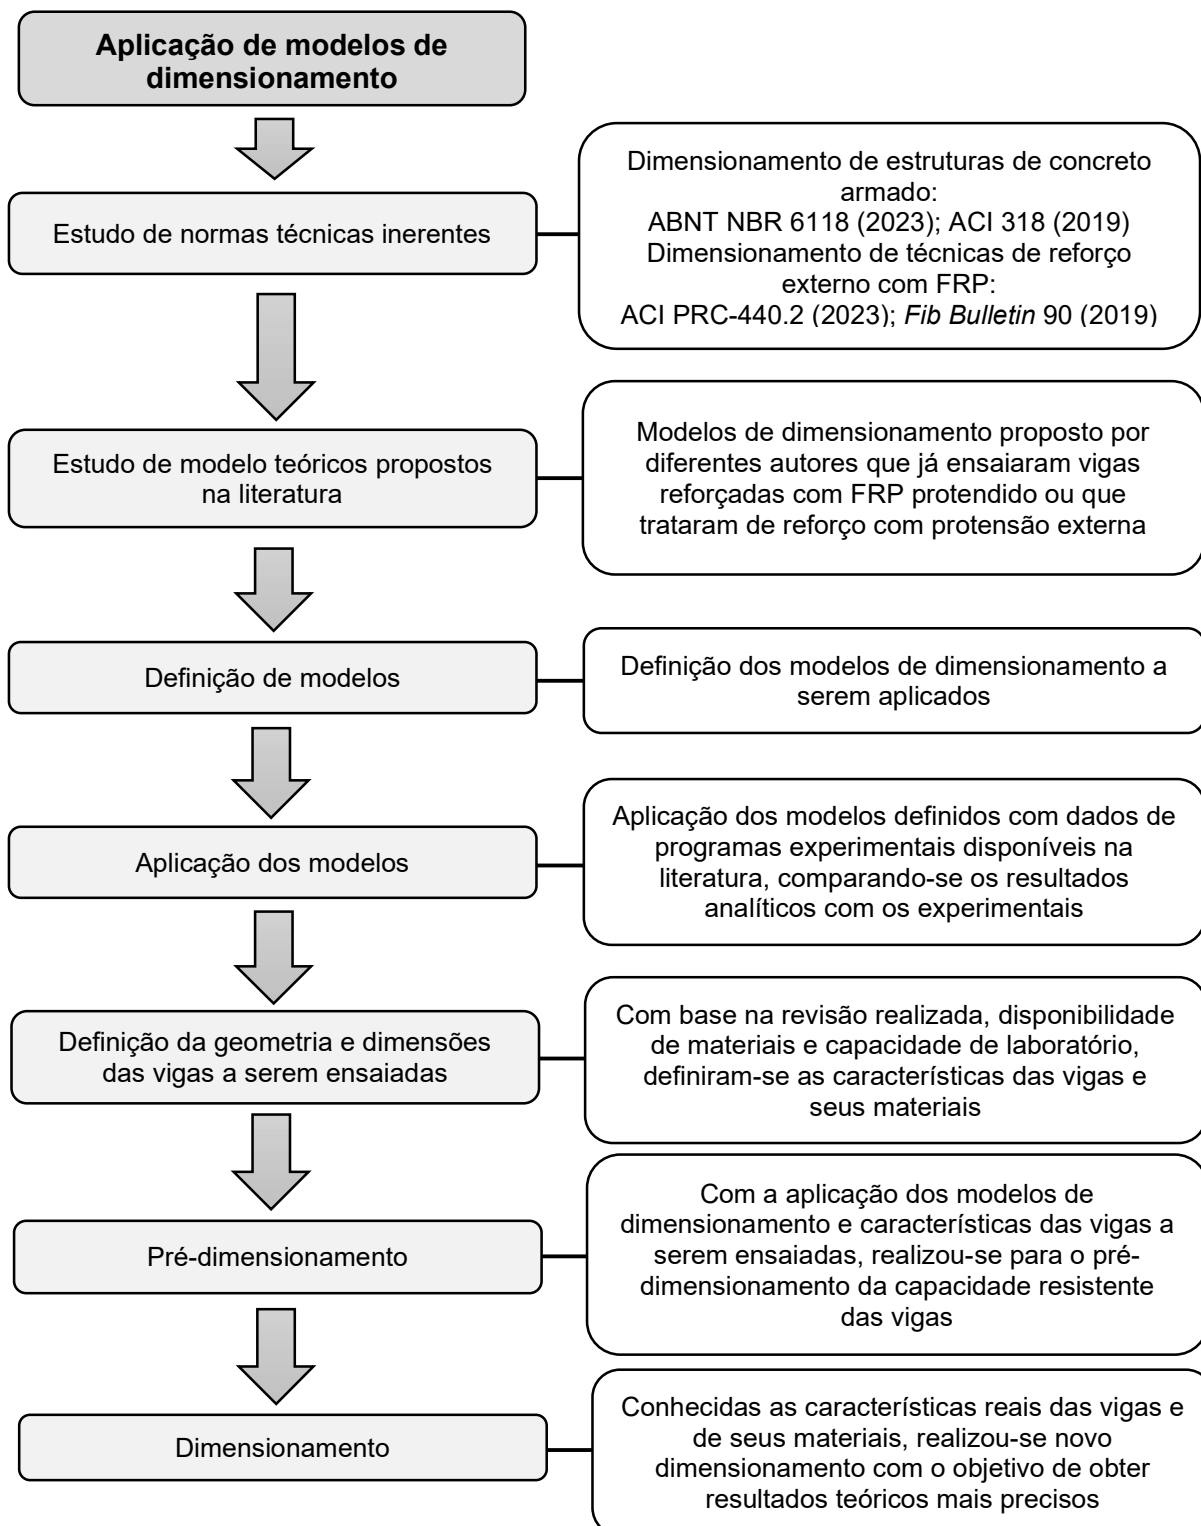 Aplicação de modelos de
dimensionamento
Estudo de normas técnicas inerentes
Dimensionamento de estruturas de concreto
armado:
ABNT NBR 6118 (2023); ACI 318 (2019)
Dimensionamento de técnicas de reforço
externo com FRP:
ACI PRC-440.2 (2023); Fib Bulletin 90 (2019)
Estudo de modelo teóricos propostos
na literatura
Modelos de dimensionamento proposto por
diferentes autores que já ensaiaram vigas
reforçadas com FRP protendido ou que
trataram de reforço com protensão externa
Definição de modelos
Definição dos modelos de dimensionamento a
serem aplicados
Aplicação dos modelos
Aplicação dos modelos definidos com dados de
programas experimentais disponíveis na
literatura, comparando-se os resultados
analíticos com os experimentais
Definição da geometria e dimensões
das vigas a serem ensaiadas
Com base na revisão realizada, disponibilidade
de materiais e capacidade de laboratório,
definiram-se as características das vigas e
seus materiais
Pré-dimensionamento
Com a aplicação dos modelos de
dimensionamento e características das vigas a
serem ensaiadas, realizou-se para o pré-
dimensionamento da capacidade resistente
das vigas
Dimensionamento
Conhecidas as características reais das vigas e
de seus materiais, realizou-se novo
dimensionamento com o objetivo de obter
resultados teóricos mais precisos